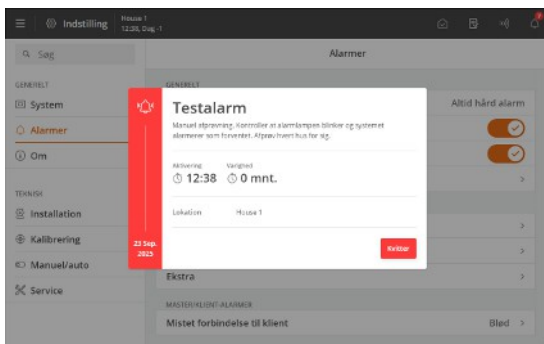 Indstilling
House 1
12:38, Dag -1
Søg
Alarmer
GENERELT
System
Alarmer
Om
TEKNISK
Installation
Kalibrering
Manuel/auto
Service
GENERELT
Altid hård alarm
Testalarm
Manuel afprøvning. Kontroller at alarmlampen blinker og systemet
alarmerer som forventet. Afprøv hvert hus for sig.
Aktivering
Varighed
12:38
0 mnt.
Lokation
House 1
23 Sep.
2025
Kvitter
Ekstra
MASTER/KLIENT-ALARMER
Mistet forbindelse til klient
Blød